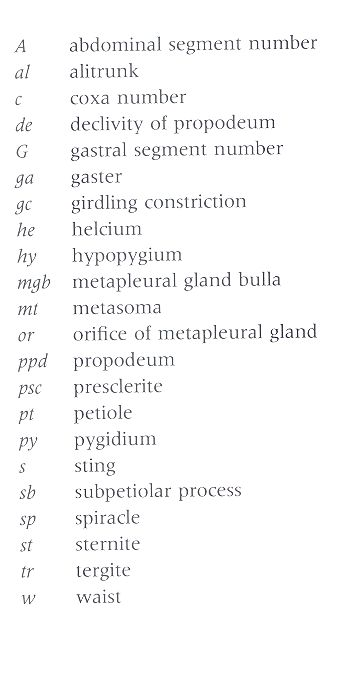 A abdominal segment number
al alitrunk
c coxa number
de declivity of propodeum
G gastral segment number
ga gaster
gc girdling constriction
he helcium
hy hypopygium
mgb metapleural gland bulla
mt metasoma
or orifice of metapleural gland
ppd propodeum
psc presclerite
pt petiole
py pygidium
s sting
sb subpetiolar process
sp spiracle
st sternite
tr tergite
w waist